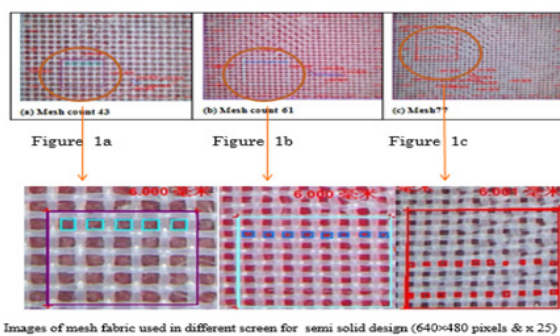 (a) Mesh count 43
(b) Mesh count 61
(c) Mesh77
Figure 1a
Figure 1b
Figure 1c
6.000 毫米
6.000 毫米
6.00 毫米
Images of mesh fabric used in different screen for semi solid design (640×480 pixels & x 25)